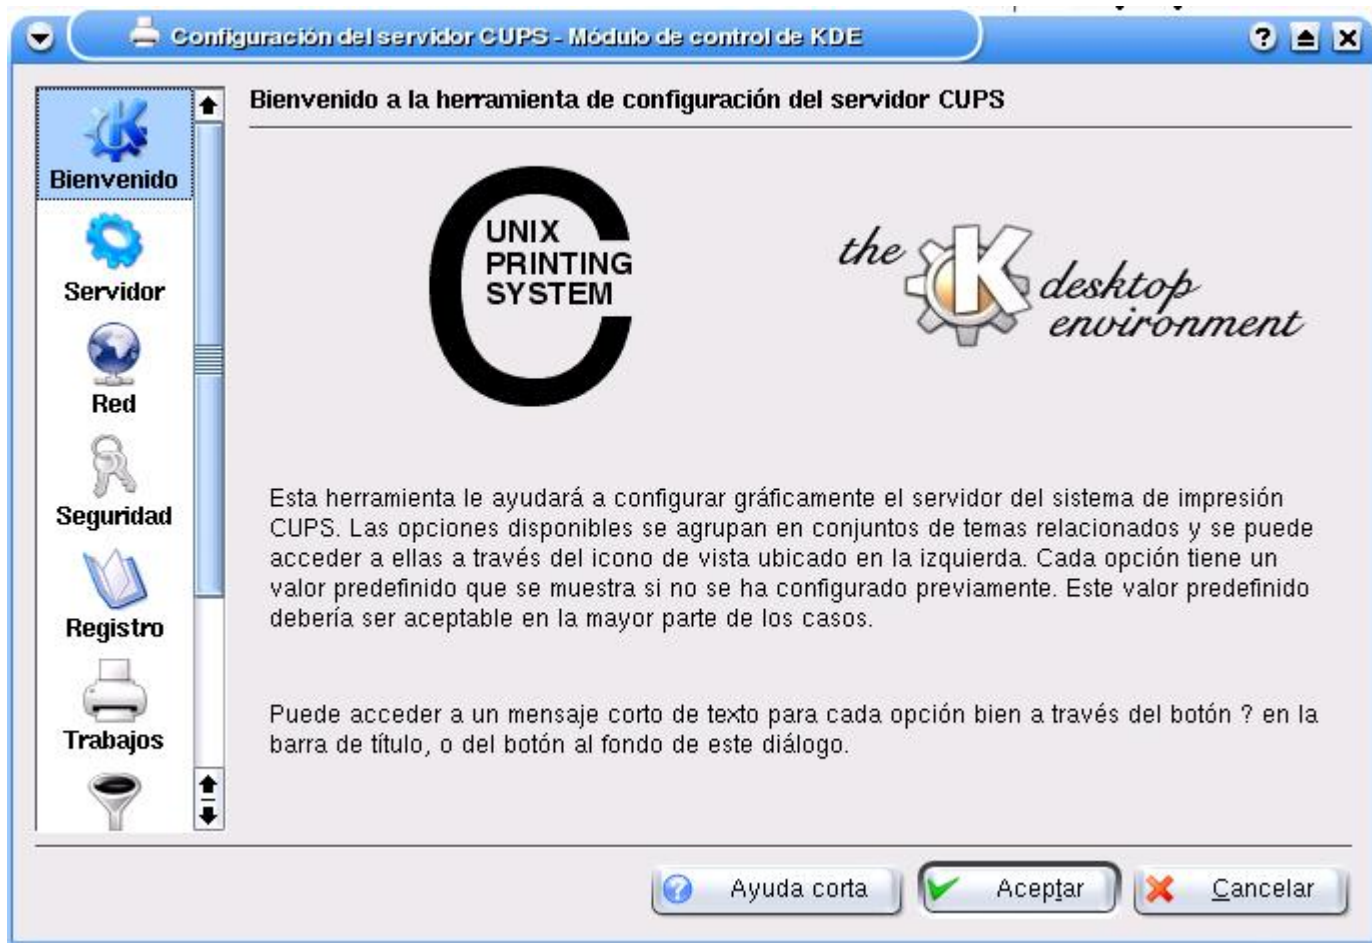 Configuración del servidor CUPS - Módulo de control de KDE
Bienvenido
Servidor
Red
Seguridad
Registro
Trabajos
Bienvenido a la herramienta de configuración del servidor CUPS
C
UNIX
PRINTING
SYSTEM
the K desktop
environment
Esta herramienta le ayudará a configurar gráficamente el servidor del sistema de impresión
CUPS. Las opciones disponibles se agrupan en conjuntos de temas relacionados y se puede
acceder a ellas a través del icono de vista ubicado en la izquierda. Cada opción tiene un
valor predefinido que se muestra si no se ha configurado previamente. Este valor predefinido
debería ser aceptable en la mayor parte de los casos.
Puede acceder a un mensaje corto de texto para cada opción bien a través del botón ? en la
barra de título, o del botón al fondo de este diálogo.
Ayuda corta
Aceptar
Cancelar